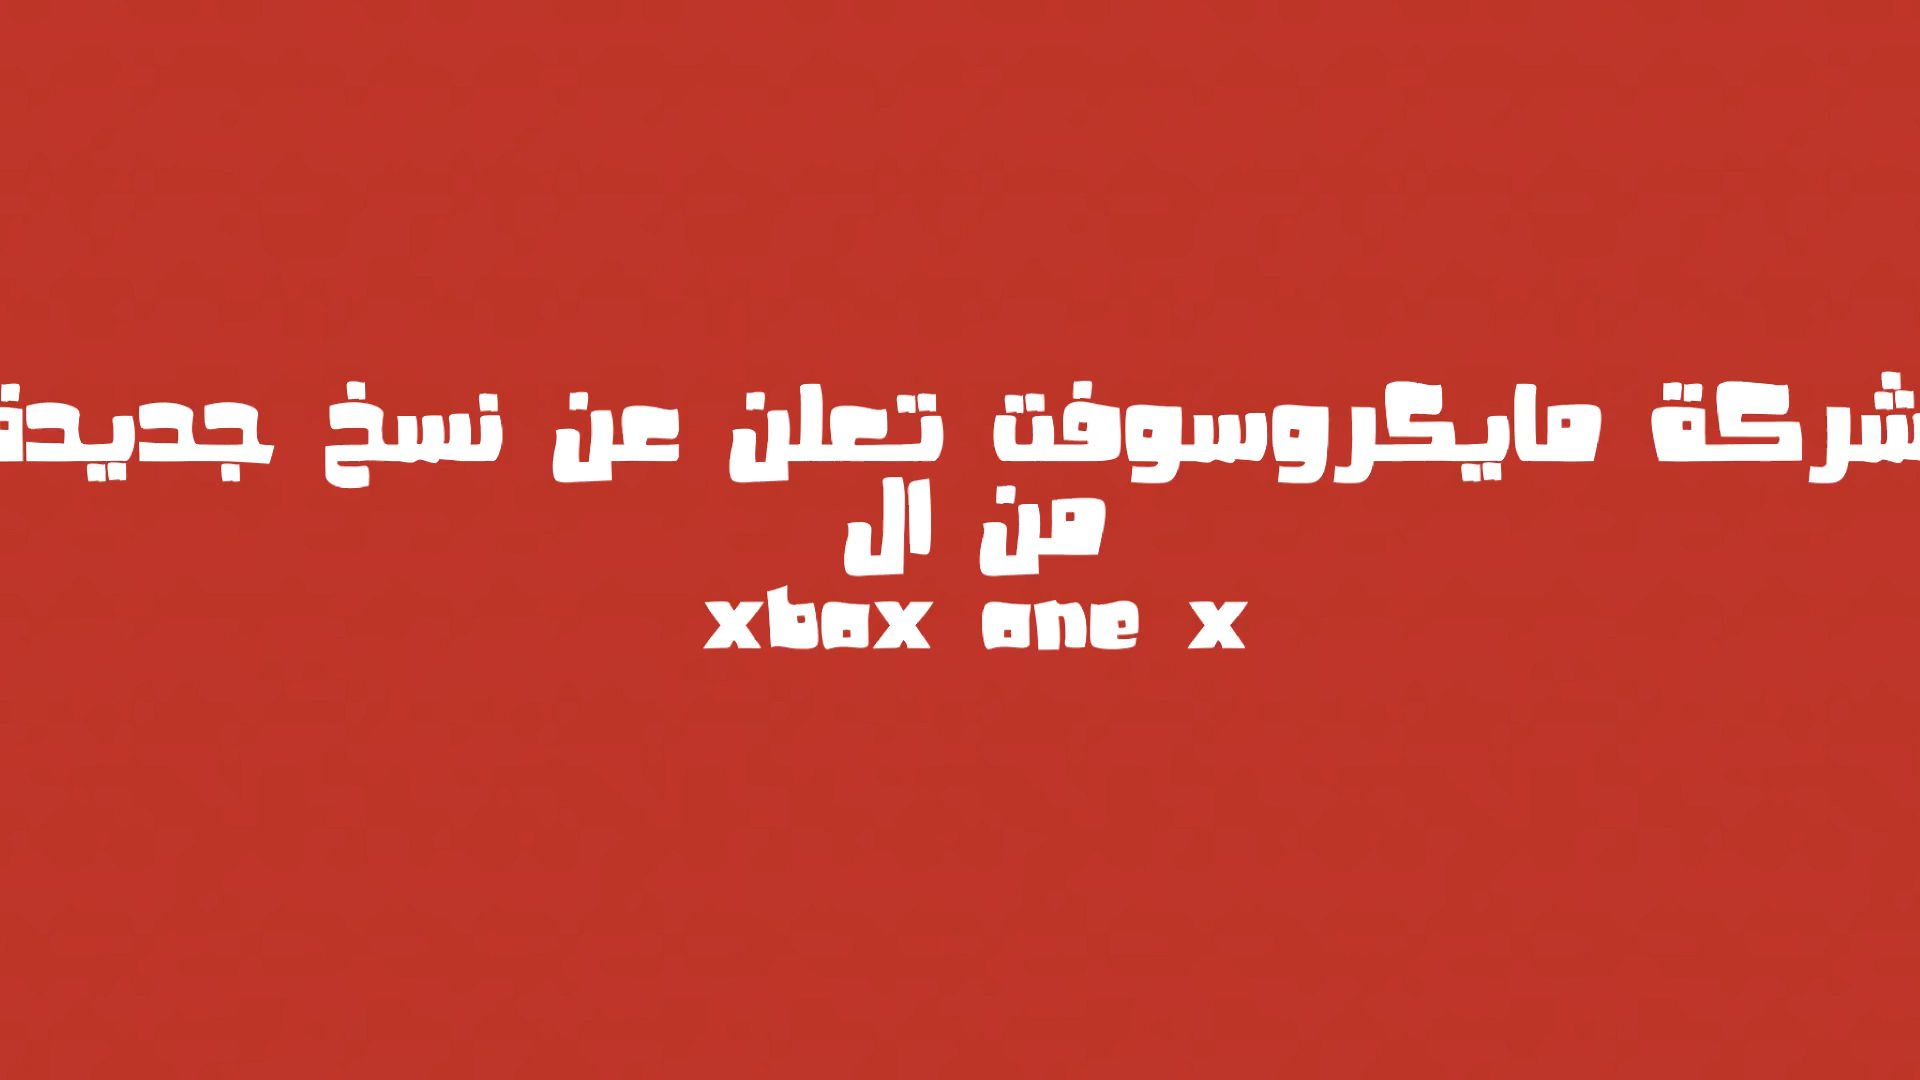 شركة مايكروسوفت تعلن عن نسخ جديدة
من ال
xbox one x